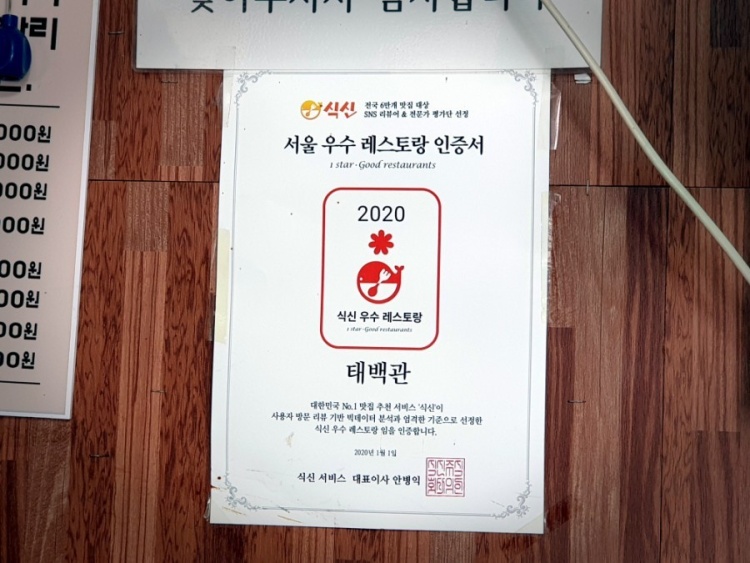 식신
전국 6만개 맛집 대상
SNS 리뷰어 & 전문가 평가단 선정
서울 우수 레스토랑 인증서
1 star · Good restaurants
2020
식신 우수 레스토랑
1 star · Good restaurants
태백관
대한민국 No.1 맛집 추천 서비스 '식신'이
사용자 방문 리뷰 기반 빅데이터 분석과 엄격한 기준으로 선정한
식신 우수 레스토랑 임을 인증합니다.
2020년 1월 1일
식신 서비스 대표이사 안병익
000원
000원
000원
00원
00원
00원
00원
00원